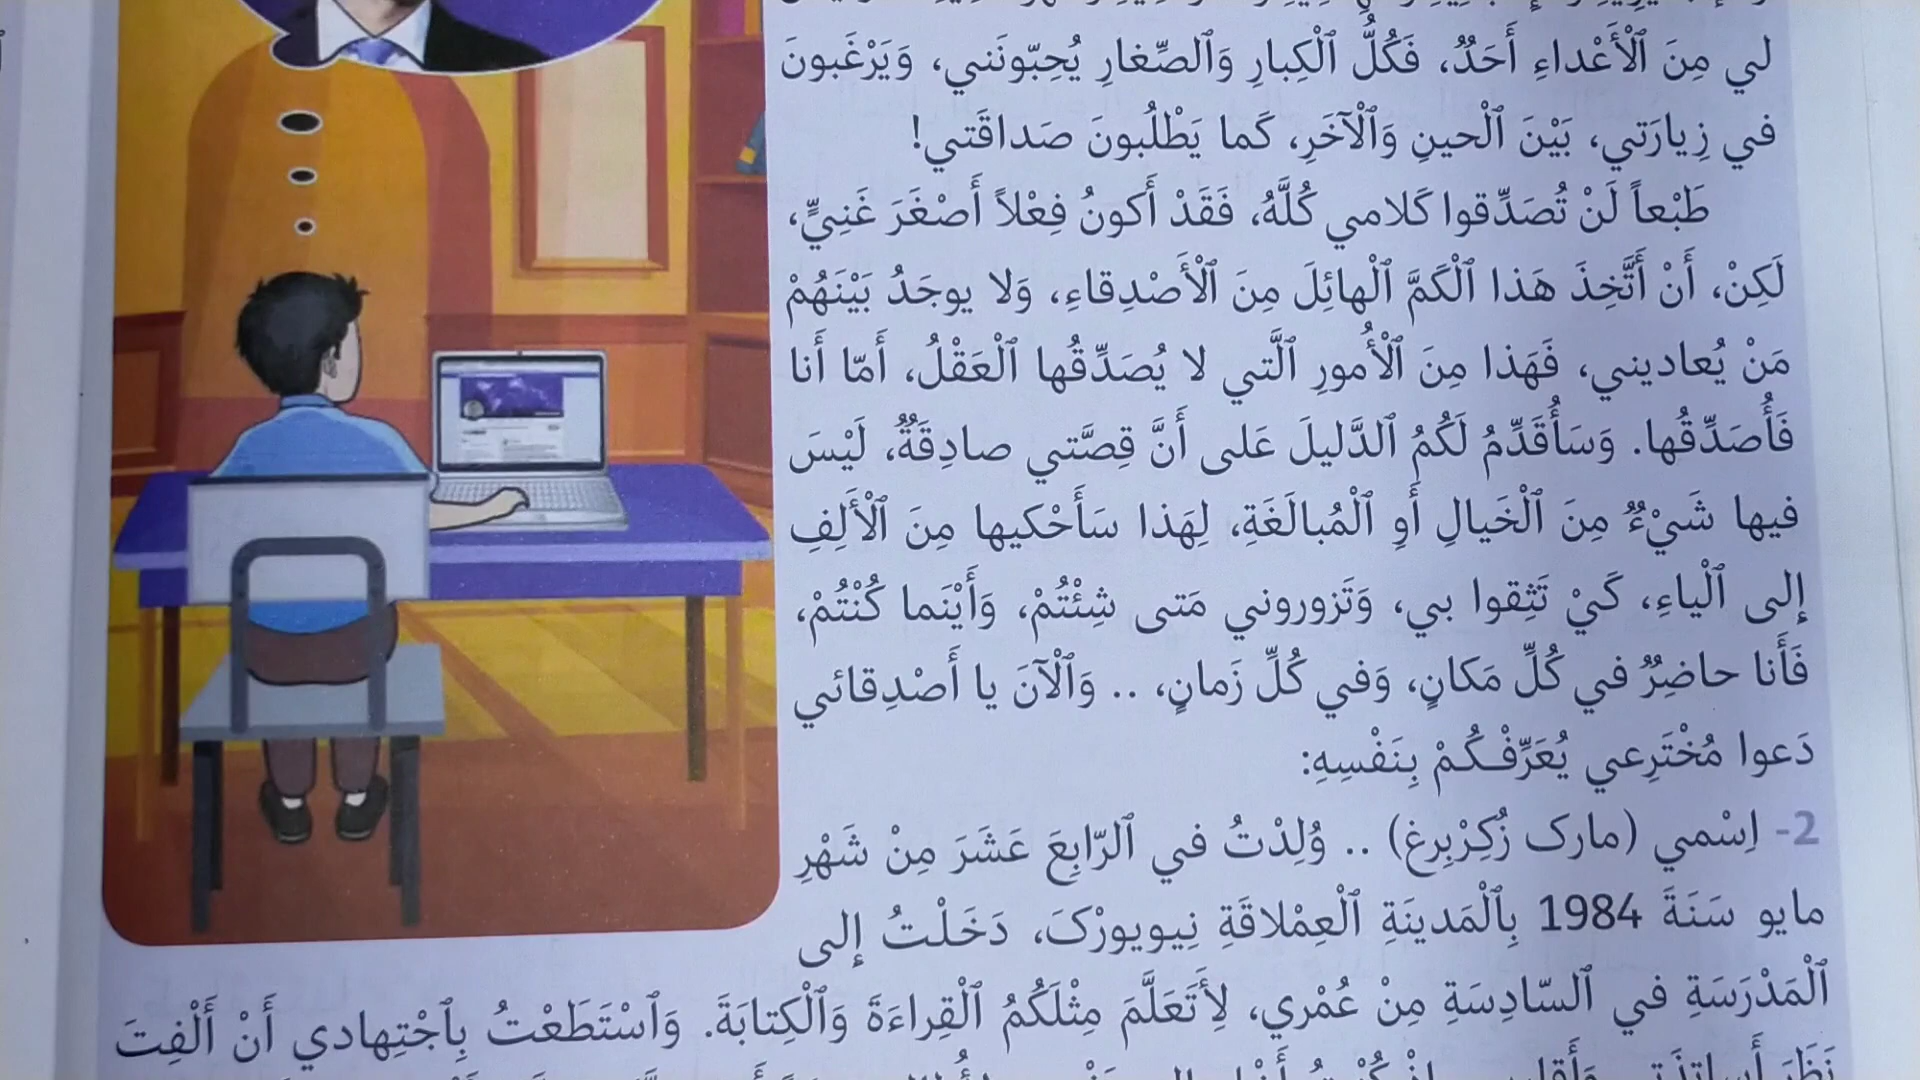 لي مِنَ ٱلْأَعْداءِ أَحَدٌ، فَكُلُّ ٱلْكِبارِ وَٱلصِّغارِ يُحِبّونَني، وَيَرْغَبونَ
في زِيارَتي، بَيْنَ ٱلْحينِ وَٱلْآخَرِ، كَما يَطْلُبونَ صَداقَتي!
طَبْعاً لَنْ تُصَدِّقوا كَلامي كُلَّهُ، فَقَدْ أَكونُ فِعْلاً أَصْغَرَ غَنِيٍّ،
لَكِنْ، أَنْ أَتَّخِذَ هَذا ٱلْكَمَّ ٱلْهائِلَ مِنَ ٱلْأَصْدِقاءِ، وَلا يوجَدُ بَيْنَهُمْ
مَنْ يُعاديني، فَهَذا مِنَ ٱلْأُمورِ ٱلَّتي لا يُصَدِّقُها ٱلْعَقْلُ، أَمّا أَنا
فَأُصَدِّقُها. وَسَأُقَدِّمُ لَكُمُ ٱلدَّليلَ عَلى أَنَّ قِصَّتي صادِقَةٌ، لَيْسَ
فيها شَيْءٌ مِنَ ٱلْخَيالِ أَوِ ٱلْمُبالَغَةِ، لِهَذا سَأَحْكيها مِنَ ٱلْأَلِفِ
إِلى ٱلْياءِ، كَيْ تَثِقوا بي، وَتَزوروني مَتى شِئْتُمْ، وَأَيْنَما كُنْتُمْ،
فَأَنا حاضِرٌ في كُلِّ مَكانٍ، وَفي كُلِّ زَمانٍ، .. وَٱلْآنَ يا أَصْدِقائي
دَعوا مُخْتَرِعي يُعَرِّفْكُمْ بِنَفْسِهِ:
2- اِسْمي (مارك زُكِرْبِرغ) .. وُلِدْتُ في ٱلرّابِعَ عَشَرَ مِنْ شَهْرِ
مايو سَنَةَ 1984 بِٱلْمَدينَةِ ٱلْعِمْلاقَةِ نِيويورْكَ، دَخَلْتُ إِلى
ٱلْمَدْرَسَةِ في ٱلسّادِسَةِ مِنْ عُمْري، لِأَتَعَلَّمَ مِثْلَكُمُ ٱلْقِراءَةَ وَٱلْكِتابَةَ. وَٱسْتَطَعْتُ بِٱجْتِهادي أَنْ أَلْفِتَ
نَظَرَ أَساتِذَتي